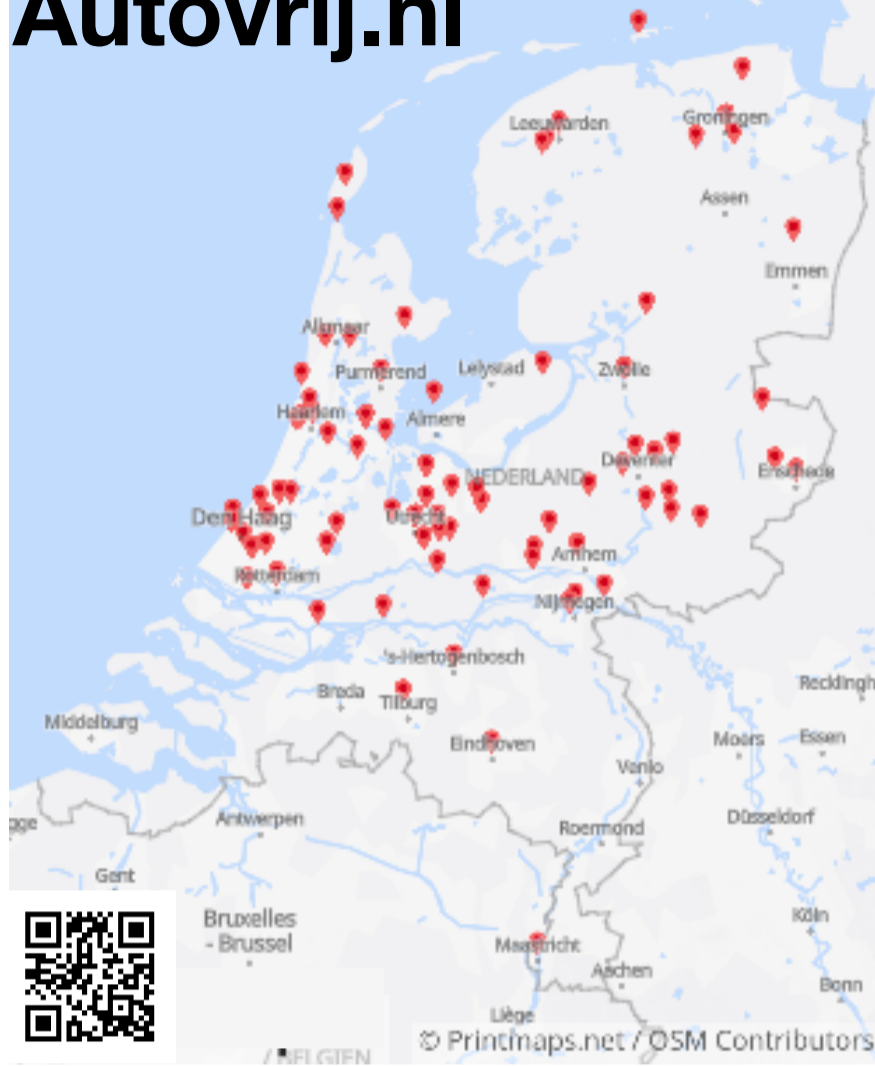 Autovrij.nl
Leeuwarden
Groningen
Assen
Emmen
Alkmaar
Purmerend
Lelystad
Zwolle
Haarlem
Almere
Deventer
Enschede
NEDERLAND
Den Haag
Utrecht
Arnhem
Rotterdam
Nijmegen
's-Hertogenbosch
Breda
Tilburg
Recklingh
Middelburg
Eindhoven
Moers
Essen
Venlo
gge
Antwerpen
Roermond
Düsseldorf
Gent
Bruxelles
- Brussel
Köln
Maastricht
Aachen
Bonn
Liège
© Printmaps.net / OSM Contributors
/ BELGIEN